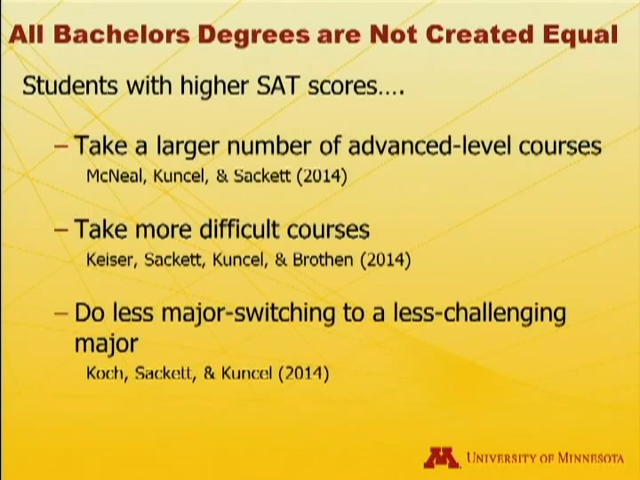 All Bachelors Degrees are Not Created Equal
Students with higher SAT scores....
– Take a larger number of advanced-level courses
McNeal, Kuncel, & Sackett (2014)
– Take more difficult courses
Keiser, Sackett, Kuncel, & Brothen (2014)
– Do less major-switching to a less-challenging
major
Koch, Sackett, & Kuncel (2014)
M UNIVERSITY OF MINNESOTA